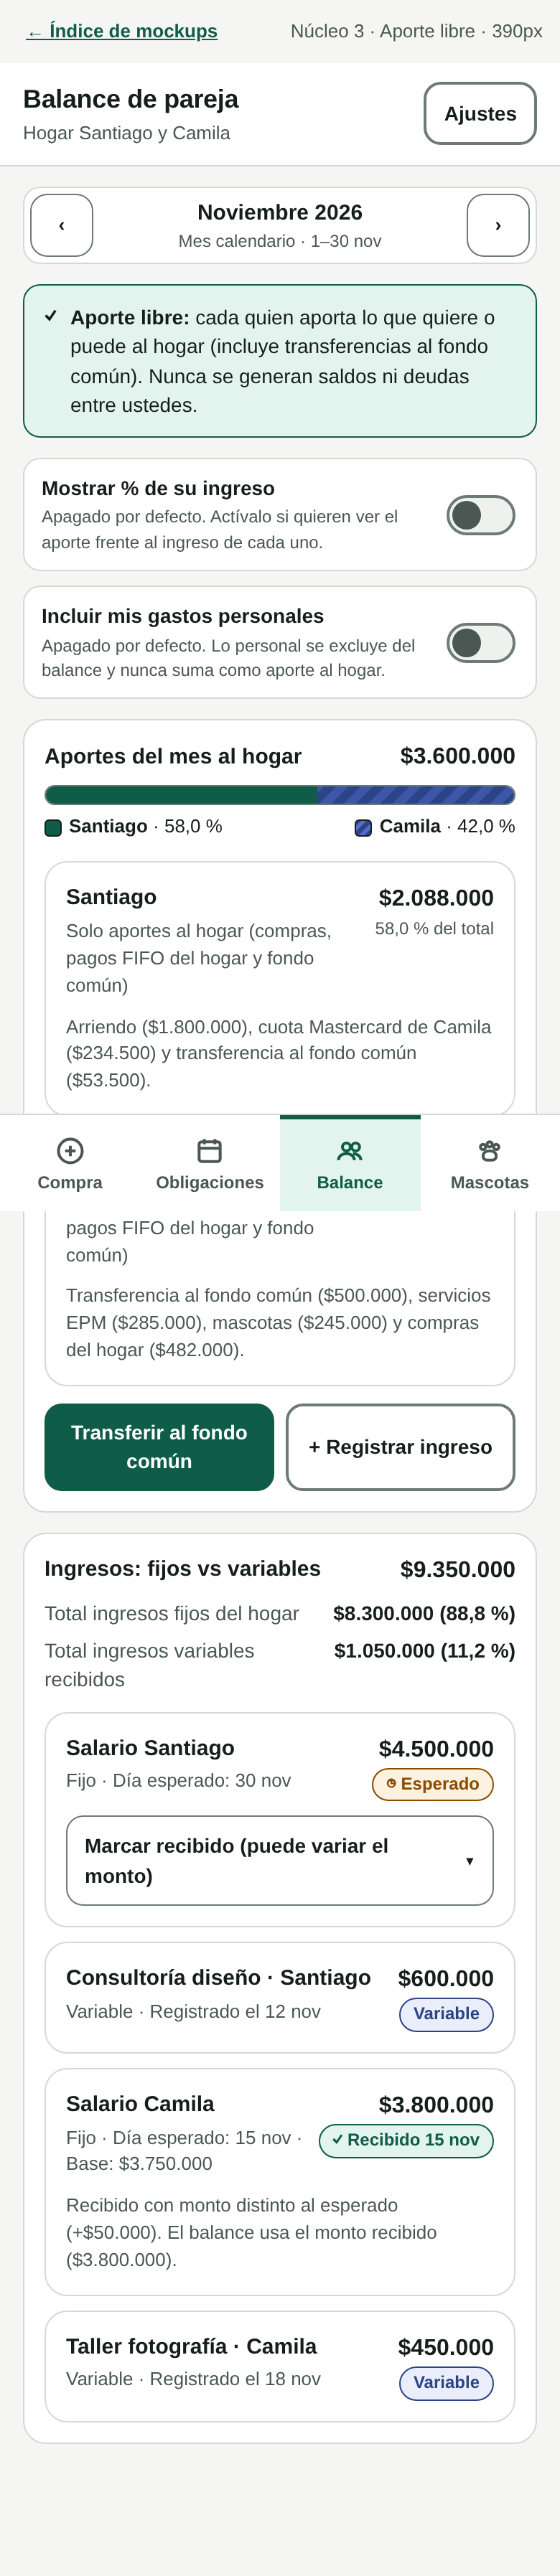 ← Índice de mockups
Núcleo 3 · Aporte libre · 390px
Balance de pareja
Hogar Santiago y Camila
Ajustes
‹
Noviembre 2026
Mes calendario · 1–30 nov
›
Aporte libre: cada quien aporta lo que quiere o
puede al hogar (incluye transferencias al fondo
común). Nunca se generan saldos ni deudas
entre ustedes.
Mostrar % de su ingreso
Apagado por defecto. Actívalo si quieren ver el
aporte frente al ingreso de cada uno.
Incluir mis gastos personales
Apagado por defecto. Lo personal se excluye del
balance y nunca suma como aporte al hogar.
Aportes del mes al hogar
$3.600.000
Santiago · 58,0 %
Camila · 42,0 %
Santiago
$2.088.000
Solo aportes al hogar (compras,
pagos FIFO del hogar y fondo
común)
58,0 % del total
Arriendo ($1.800.000), cuota Mastercard de Camila
($234.500) y transferencia al fondo común
($53.500).
Compra
Obligaciones
Balance
Mascotas
pagos FIFO del hogar y fondo
común)
Transferencia al fondo común ($500.000), servicios
EPM ($285.000), mascotas ($245.000) y compras
del hogar ($482.000).
Transferir al fondo
común
+ Registrar ingreso
Ingresos: fijos vs variables
$9.350.000
Total ingresos fijos del hogar
$8.300.000 (88,8 %)
Total ingresos variables
recibidos
$1.050.000 (11,2 %)
Salario Santiago
$4.500.000
Fijo · Día esperado: 30 nov
Esperado
Marcar recibido (puede variar el
monto)
Consultoría diseño · Santiago
$600.000
Variable · Registrado el 12 nov
Variable
Salario Camila
$3.800.000
Fijo · Día esperado: 15 nov ·
Base: $3.750.000
Recibido 15 nov
Recibido con monto distinto al esperado
(+$50.000). El balance usa el monto recibido
($3.800.000).
Taller fotografía · Camila
$450.000
Variable · Registrado el 18 nov
Variable